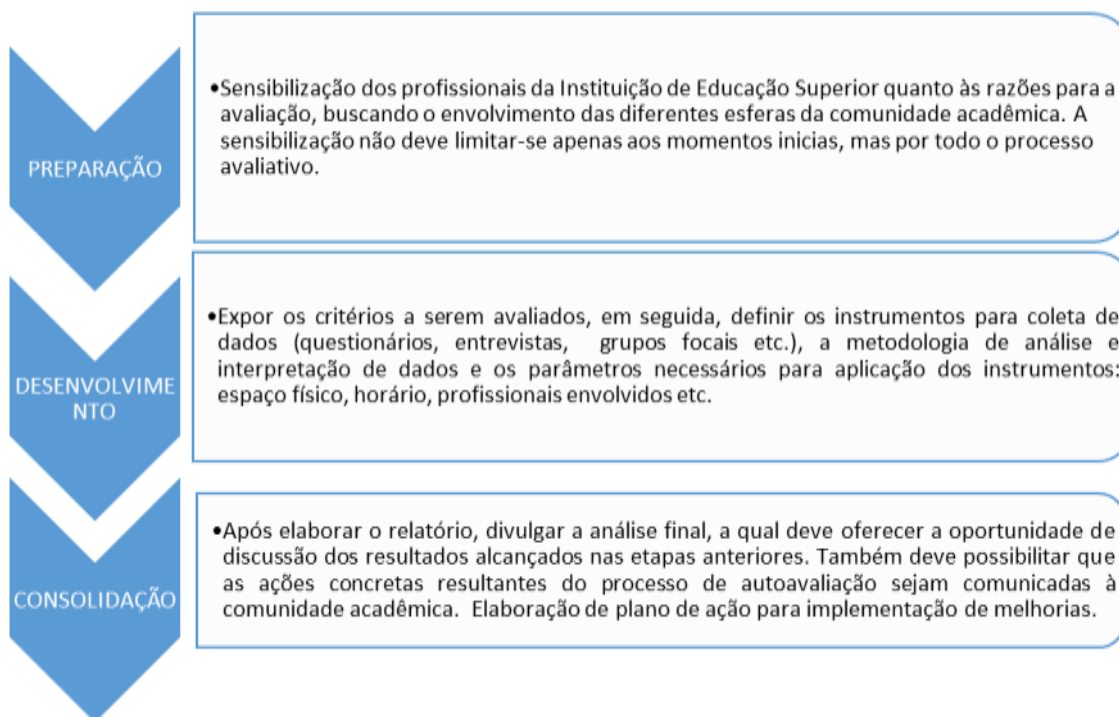 PREPARAÇÃO
•Sensibilização dos profissionais da Instituição de Educação Superior quanto às razões para a
avaliação, buscando o envolvimento das diferentes esferas da comunidade acadêmica. A
sensibilização não deve limitar-se apenas aos momentos inicias, mas por todo o processo
avaliativo.
DESENVOLVIME
NTO
•Expor os critérios a serem avaliados, em seguida, definir os instrumentos para coleta de
dados (questionários, entrevistas, grupos focais etc.), a metodologia de análise e
interpretação de dados e os parâmetros necessários para aplicação dos instrumentos:
espaço físico, horário, profissionais envolvidos etc.
CONSOLIDAÇÃO
•Após elaborar o relatório, divulgar a análise final, a qual deve oferecer a oportunidade de
discussão dos resultados alcançados nas etapas anteriores. Também deve possibilitar que
as ações concretas resultantes do processo de autoavaliação sejam comunicadas à
comunidade acadêmica. Elaboração de plano de ação para implementação de melhorias.